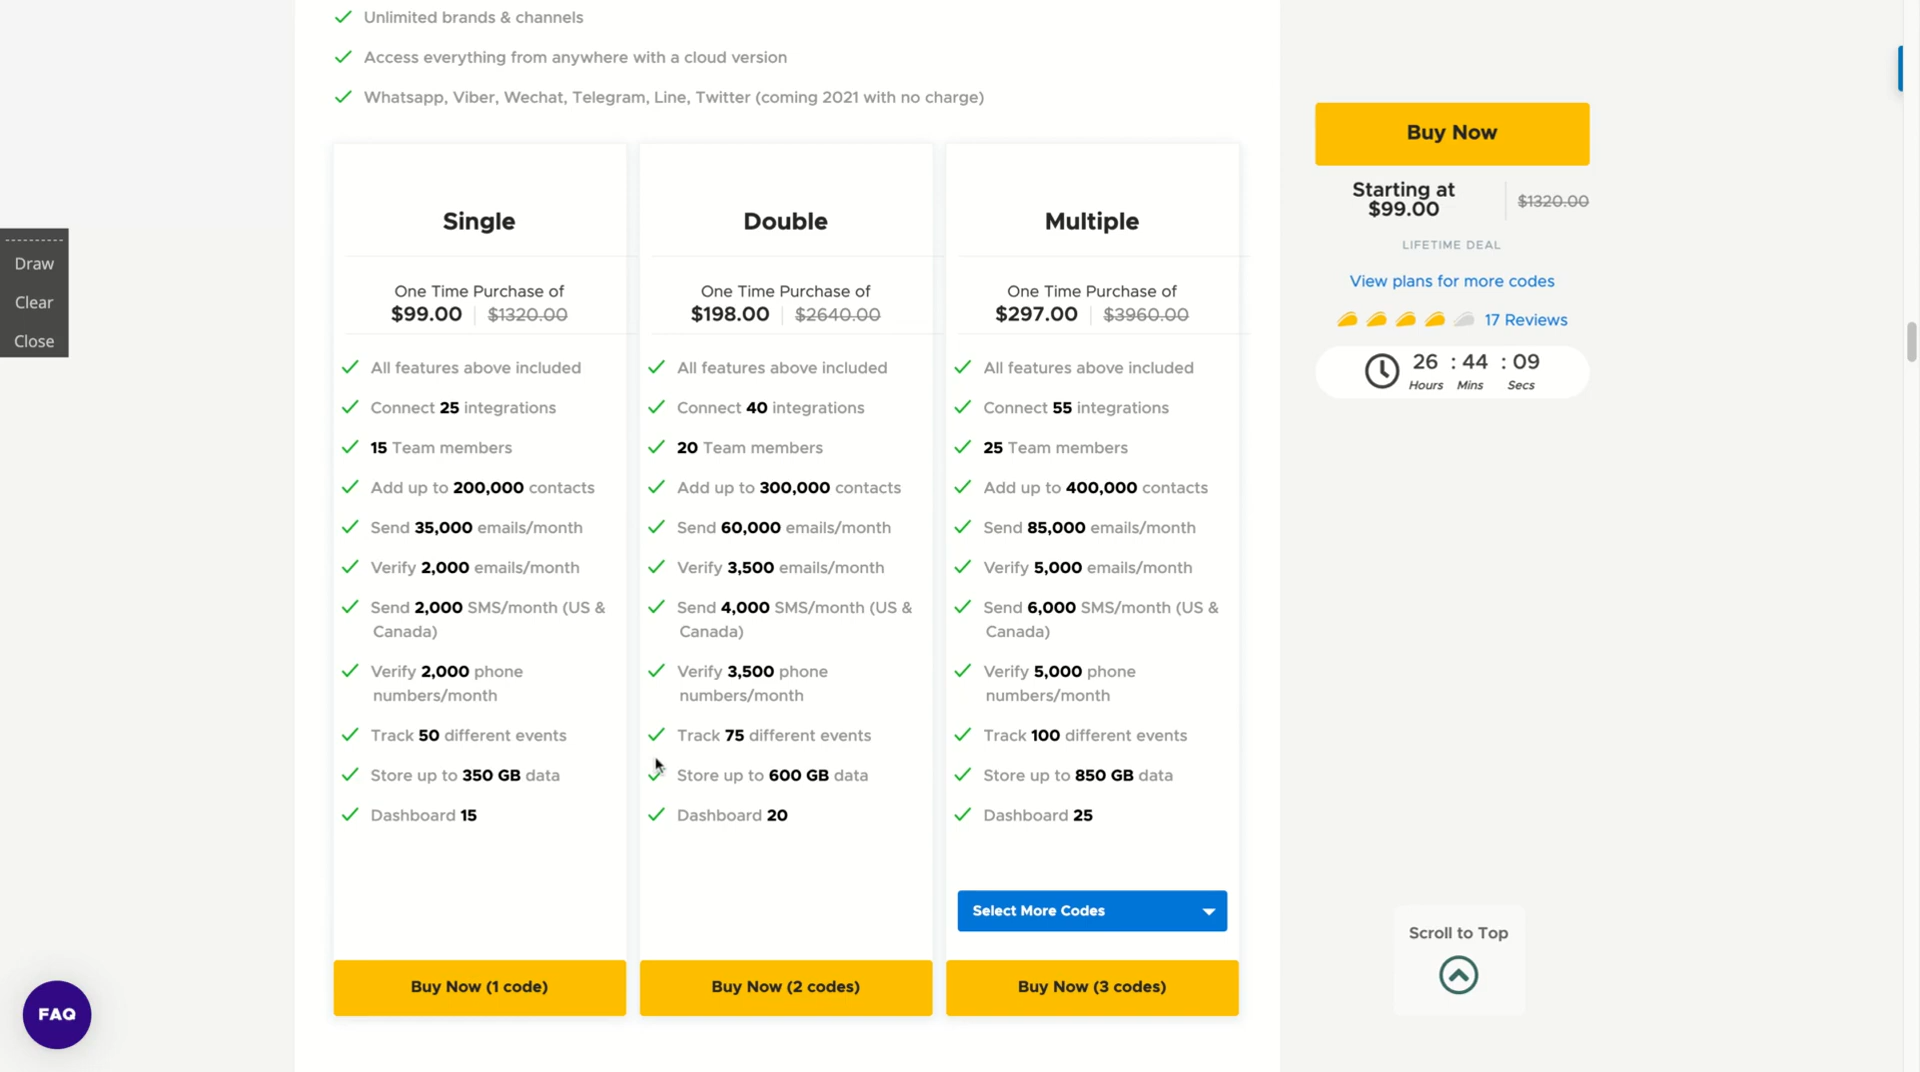 Unlimited brands & channels
Access everything from anywhere with a cloud version
Whatsapp, Viber, Wechat, Telegram, Line, Twitter (coming 2021 with no charge)
Draw
Clear
Close
Single
One Time Purchase of
$99.00 $1320.00
All features above included
Connect 25 integrations
15 Team members
Add up to 200,000 contacts
Send 35,000 emails/month
Verify 2,000 emails/month
Send 2,000 SMS/month (US &
Canada)
Verify 2,000 phone
numbers/month
Track 50 different events
Store up to 350 GB data
Dashboard 15
Buy Now (1 code)
Double
One Time Purchase of
$198.00 $2640.00
All features above included
Connect 40 integrations
20 Team members
Add up to 300,000 contacts
Send 60,000 emails/month
Verify 3,500 emails/month
Send 4,000 SMS/month (US &
Canada)
Verify 3,500 phone
numbers/month
Track 75 different events
Store up to 600 GB data
Dashboard 20
Buy Now (2 codes)
Multiple
One Time Purchase of
$297.00 $3960.00
All features above included
Connect 55 integrations
25 Team members
Add up to 400,000 contacts
Send 85,000 emails/month
Verify 5,000 emails/month
Send 6,000 SMS/month (US &
Canada)
Verify 5,000 phone
numbers/month
Track 100 different events
Store up to 850 GB data
Dashboard 25
Select More Codes
Buy Now (3 codes)
Buy Now
Starting at
$99.00 $1320.00
LIFETIME DEAL
View plans for more codes
17 Reviews
26 : 44 : 09
Hours Mins Secs
Scroll to Top
FAQ